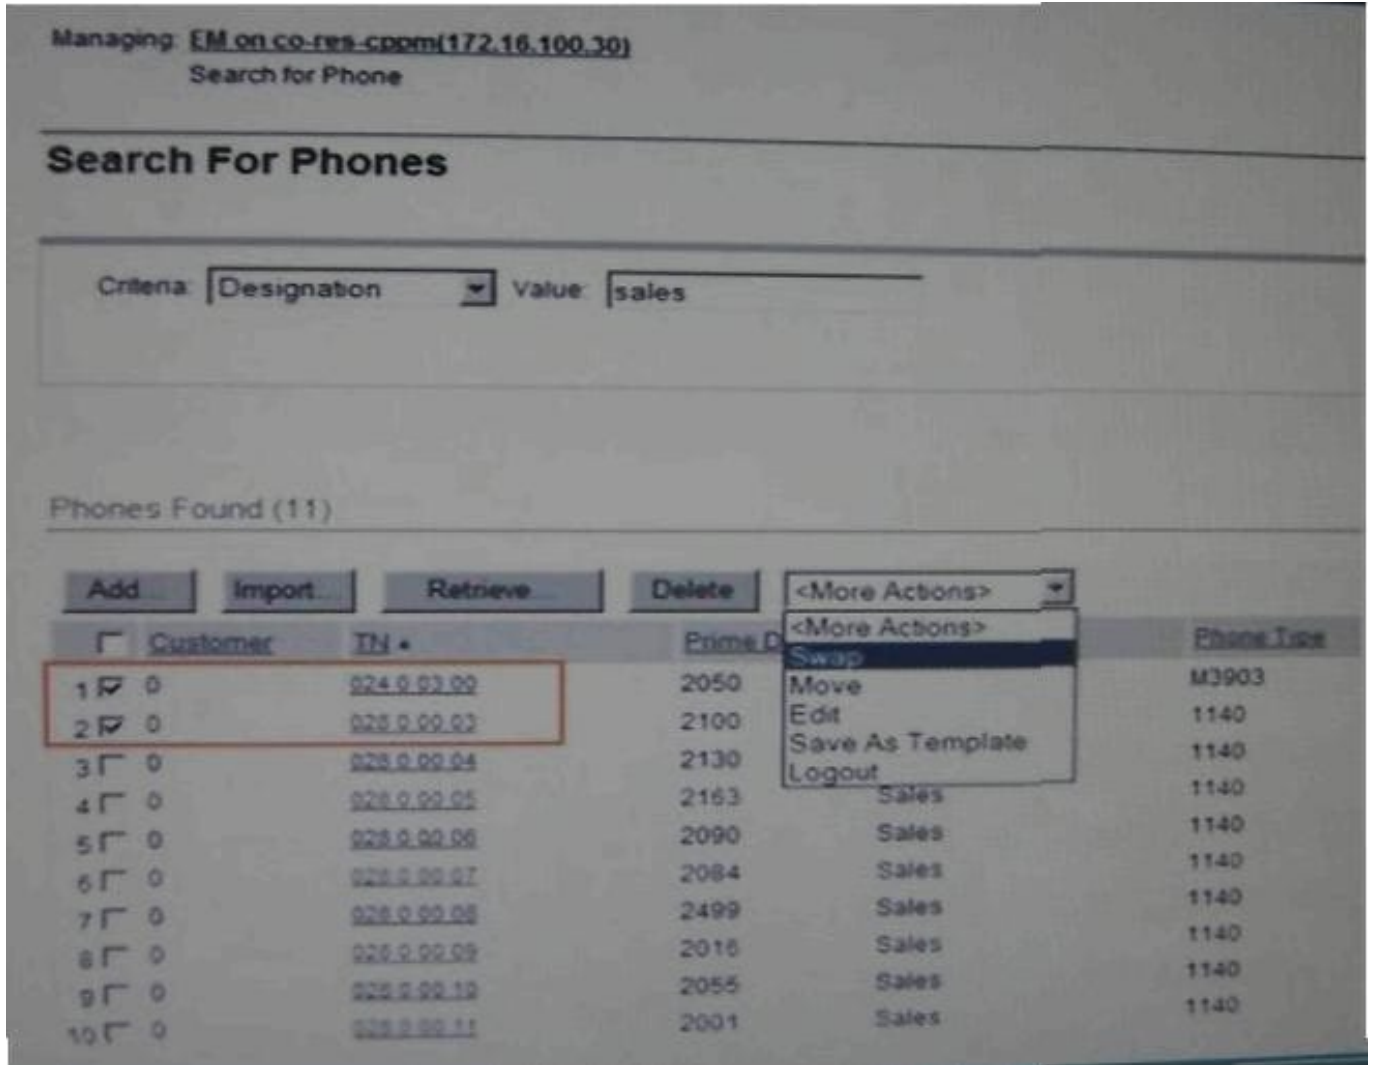 Managing: EM on co-res-cppm(172.16.100.30)
Search for Phone
Search For Phones
Criteria: Designation Value: sales
Phones Found (11)
Add... Import... Retrieve... Delete <More Actions>
<More Actions>
Customer TN Prime D Phone Type
Swap
1 0 024 0 03 00 2050 Move M3903
2 0 028 0 00 03 2100 Edit 1140
Save As Template
3 0 028 0 00 04 2130 Logout 1140
4 0 028 0 00 05 2163 Sales 1140
5 0 028 0 00 06 2090 Sales 1140
6 0 028 0 00 07 2084 Sales 1140
7 0 028 0 00 08 2499 Sales 1140
8 0 028 0 00 09 2016 Sales 1140
9 0 028 0 00 10 2055 Sales 1140
10 0 028 0 00 11 2001 Sales 1140